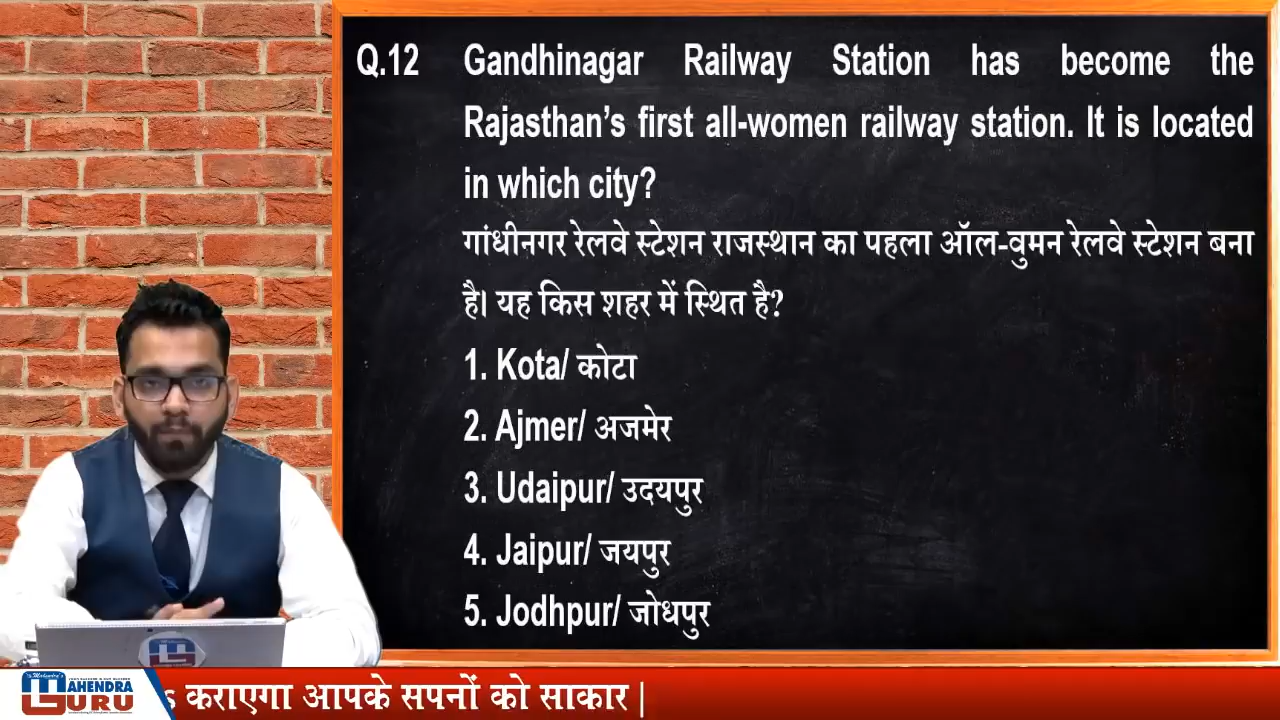 Q.12 Gandhinagar Railway Station has become the
Rajasthan's first all-women railway station. It is located
in which city?
गांधीनगर रेलवे स्टेशन राजस्थान का पहला ऑल-वुमन रेलवे स्टेशन बना
है। यह किस शहर में स्थित है?
1. Kota/ कोटा
2. Ajmer/ अजमेर
3. Udaipur/ उदयपुर
4. Jaipur/ जयपुर
5. Jodhpur/ जोधपुर
Mahendra's
MAHENDRA
GURU
कराएगा आपके सपनों को साकार |